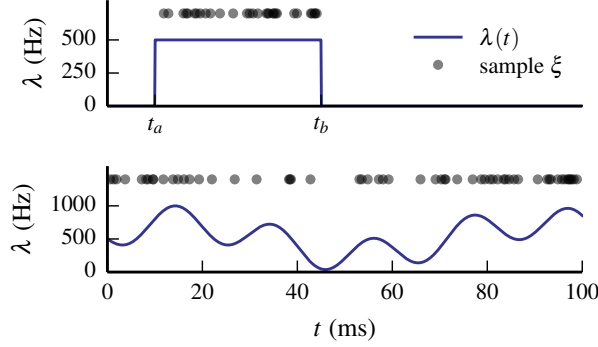 λ (Hz)
500
250
0
λ(t)
sample ξ
t_a
t_b
λ (Hz)
1000
500
0
0
20
40
60
80
100
t (ms)